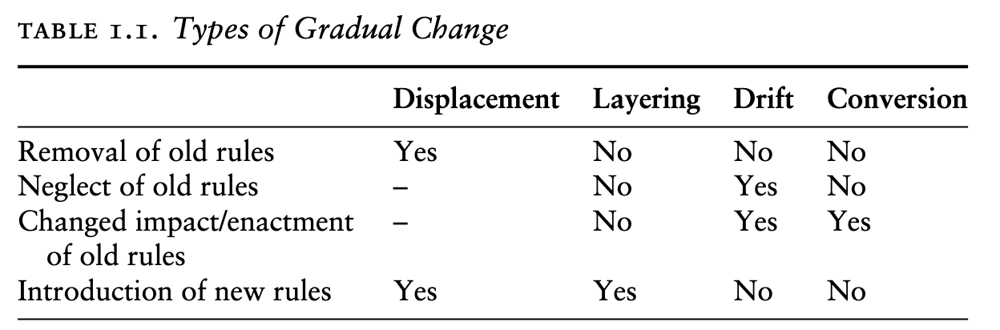 TABLE 1.1. Types of Gradual Change
Displacement Layering Drift Conversion
Removal of old rules Yes No No No
Neglect of old rules – No Yes No
Changed impact/enactment – No Yes Yes
of old rules
Introduction of new rules Yes Yes No No